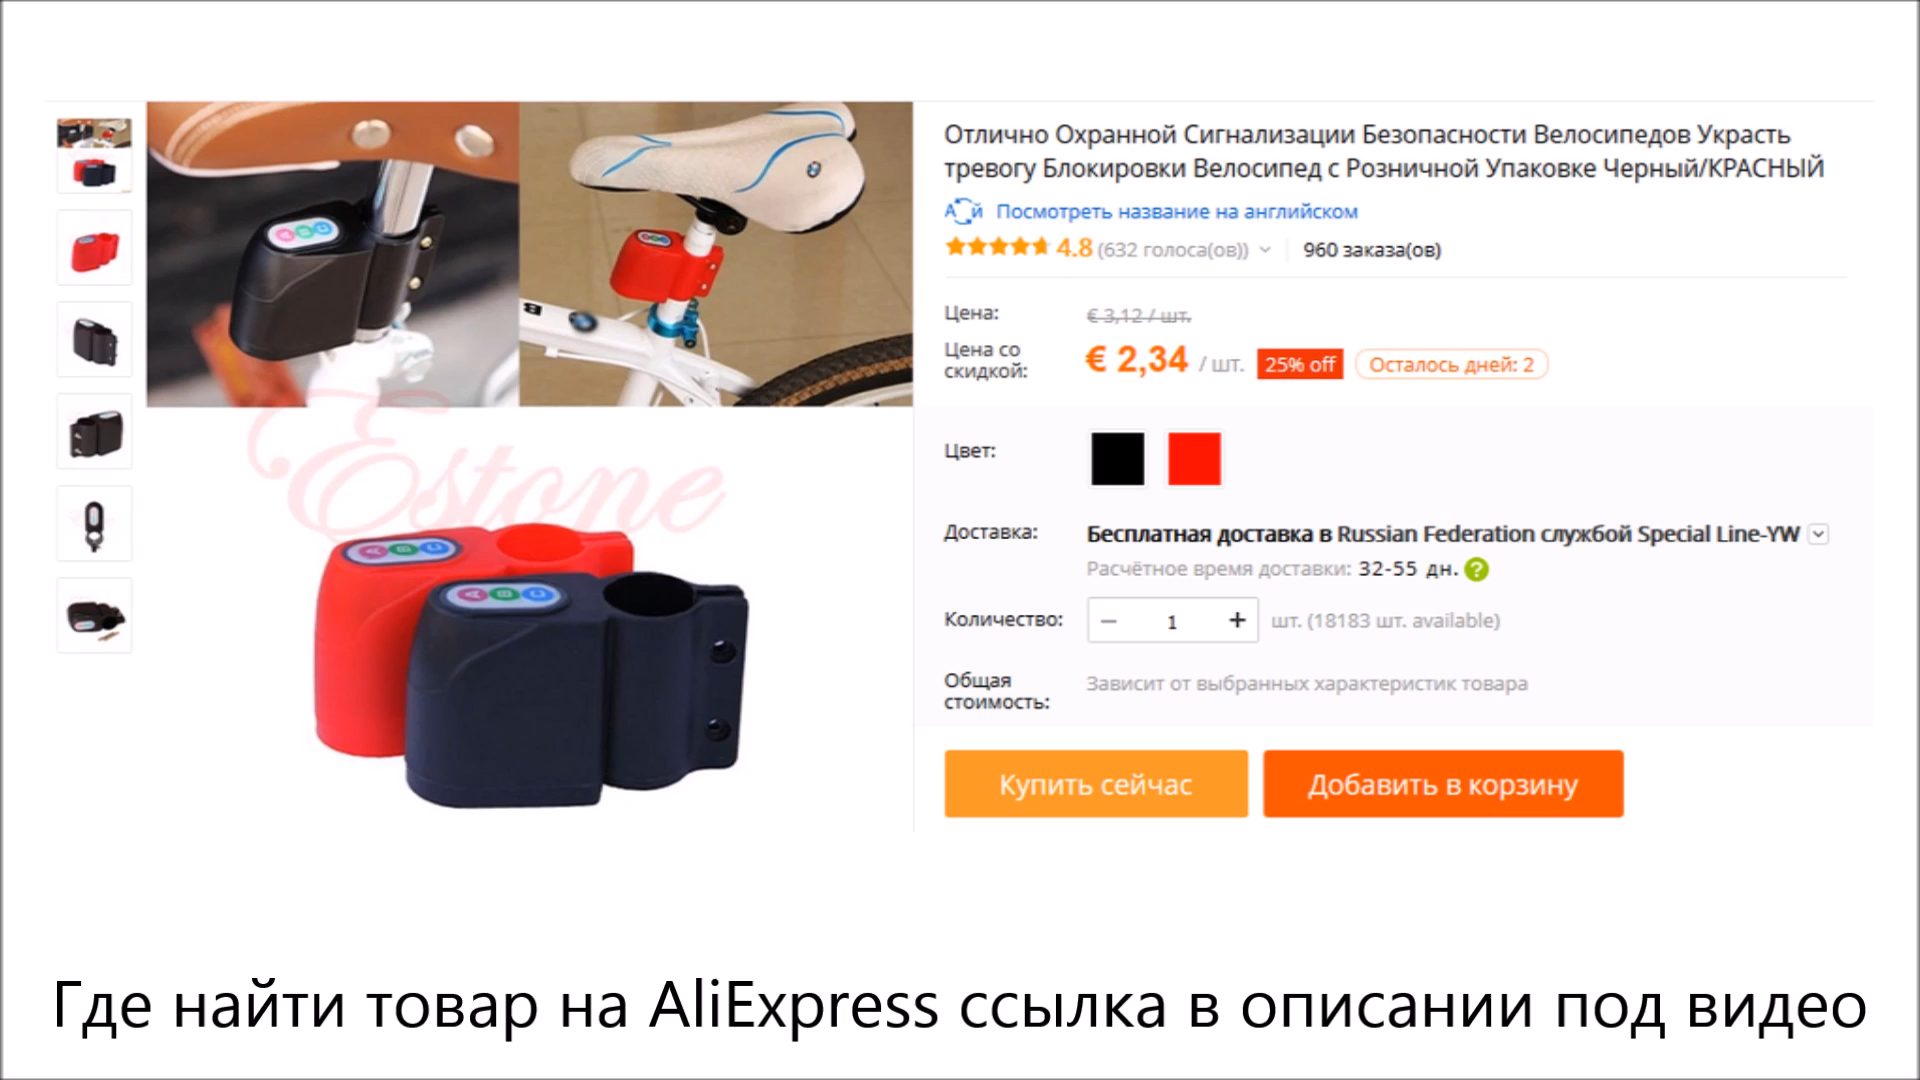 Отлично Охранной Сигнализации Безопасности Велосипедов Украсть
тревогу Блокировки Велосипед с Розничной Упаковке Черный/КРАСНЫЙ
Aй Посмотреть название на английском
4.8 (632 голоса(ов)) 960 заказа(ов)
Цена: € 3,12 / шт.
Цена со
скидкой: € 2,34 / шт. 25% off Осталось дней: 2
Estone
Цвет:
A B C
A B C
Доставка: Бесплатная доставка в Russian Federation службой Special Line-YW
Расчётное время доставки: 32-55 дн. ?
Количество: − 1 + шт. (18183 шт. available)
Общая
стоимость: Зависит от выбранных характеристик товара
Купить сейчас Добавить в корзину
Где найти товар на AliExpress ссылка в описании под видео